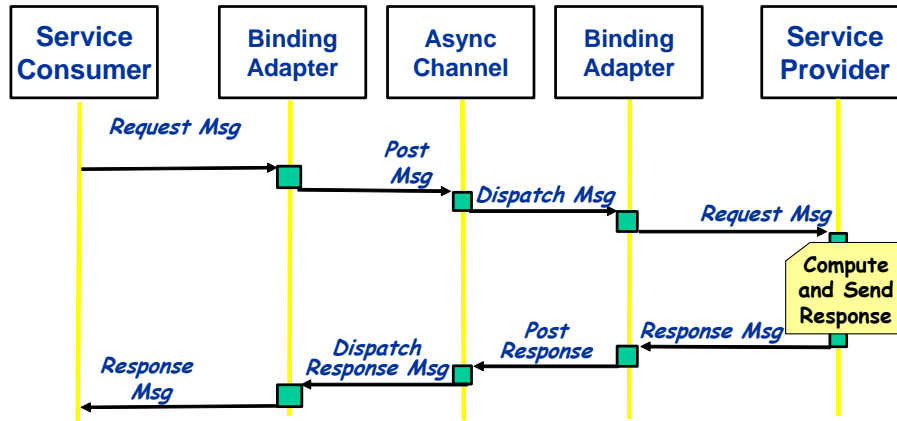 Service
Consumer
Binding
Adapter
Async
Channel
Binding
Adapter
Service
Provider
Request Msg
Post
Msg
Dispatch Msg
Request Msg
Compute
and Send
Response
Response Msg
Post
Response
Dispatch
Response Msg
Response
Msg